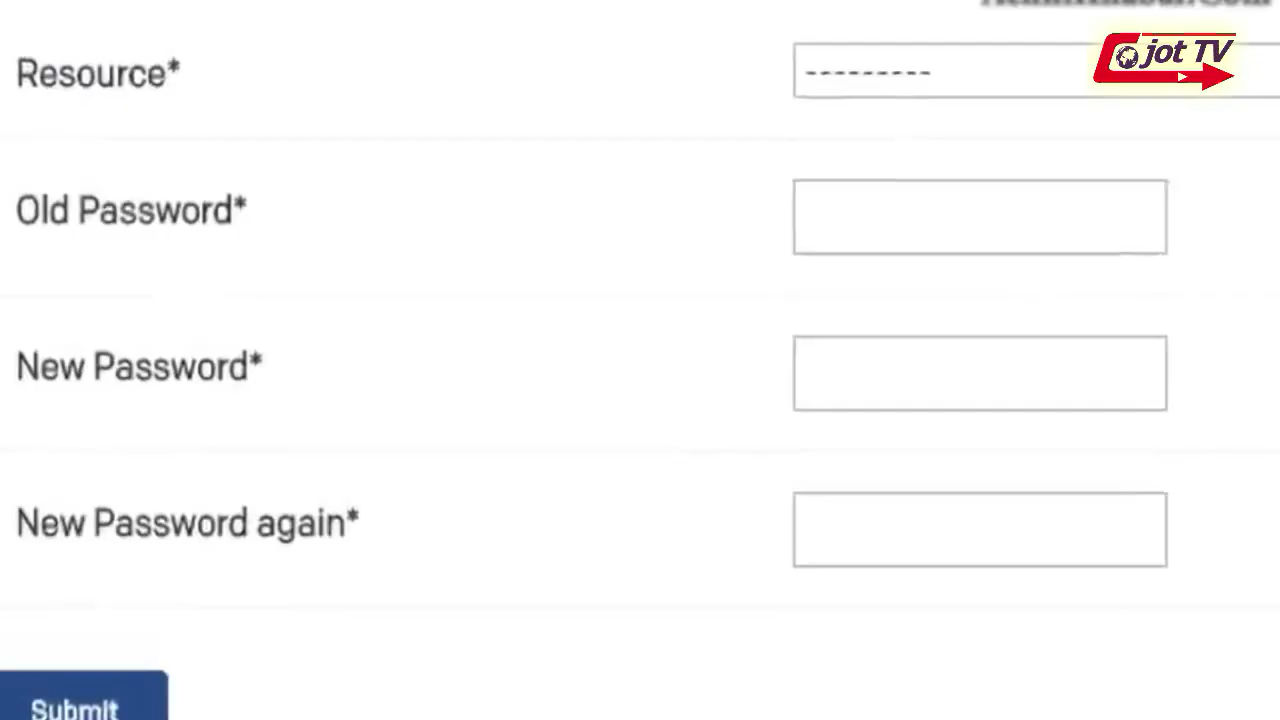 jot TV
Resource*
---------
Old Password*
New Password*
New Password again*
Submit